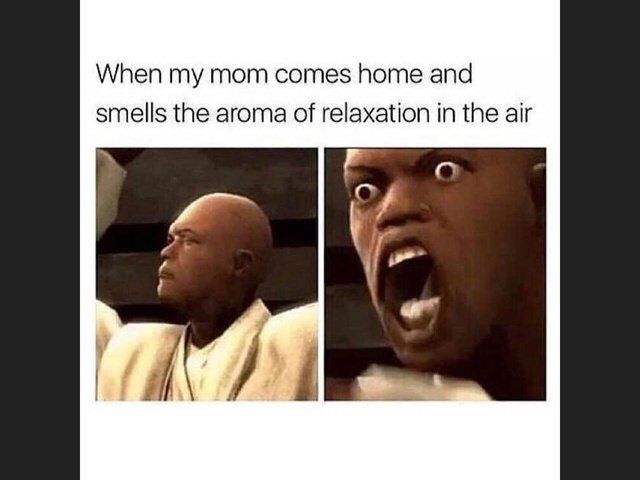 When my mom comes home and
smells the aroma of relaxation in the air